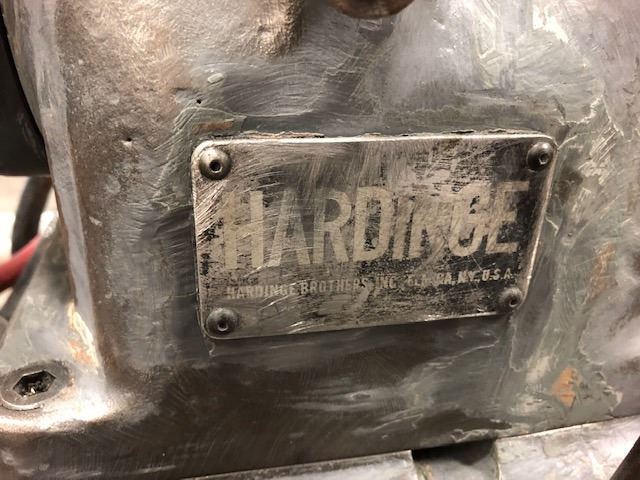 HARDINGE
HARDINGE BROTHERS, INC. ELMIRA, N.Y., U.S.A.